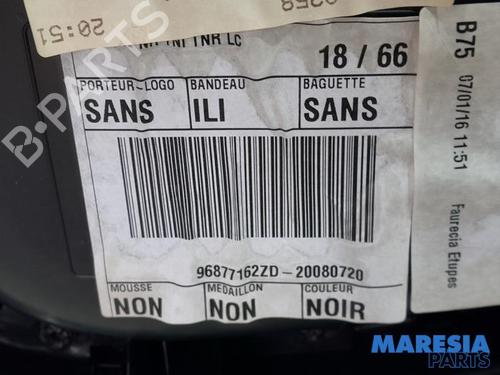 20:51
LC
18 / 66
PORTEUR-LOGO BANDEAU BAGUETTE
SANS ILI SANS
96877162ZD-20080720
MOUSSE MEDAILLON COULEUR
NON NON NOIR
B75 07/01/16 11:51
Faurecia Etupes
B-PARTS
MARESIA
PARTS